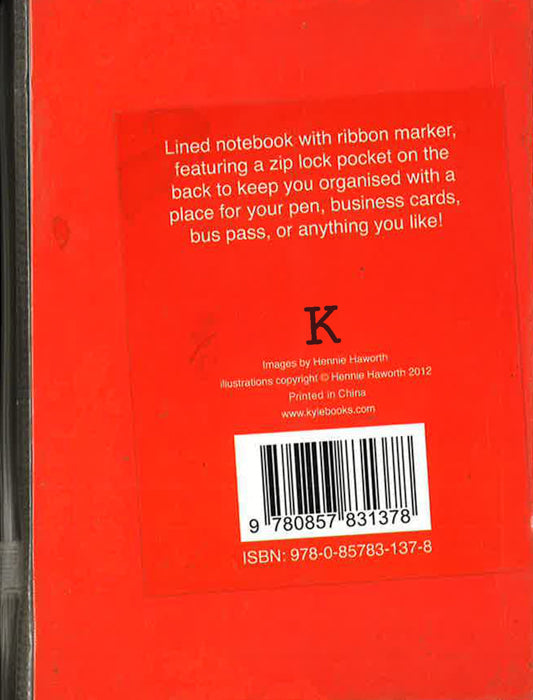 Lined notebook with ribbon marker,
featuring a zip lock pocket on the
back to keep you organised with a
place for your pen, business cards,
bus pass, or anything you like!
K
Images by Hennie Haworth
illustrations copyright © Hennie Haworth 2012
Printed in China
www.kylebooks.com
9 780857 831378
ISBN: 978-0-85783-137-8